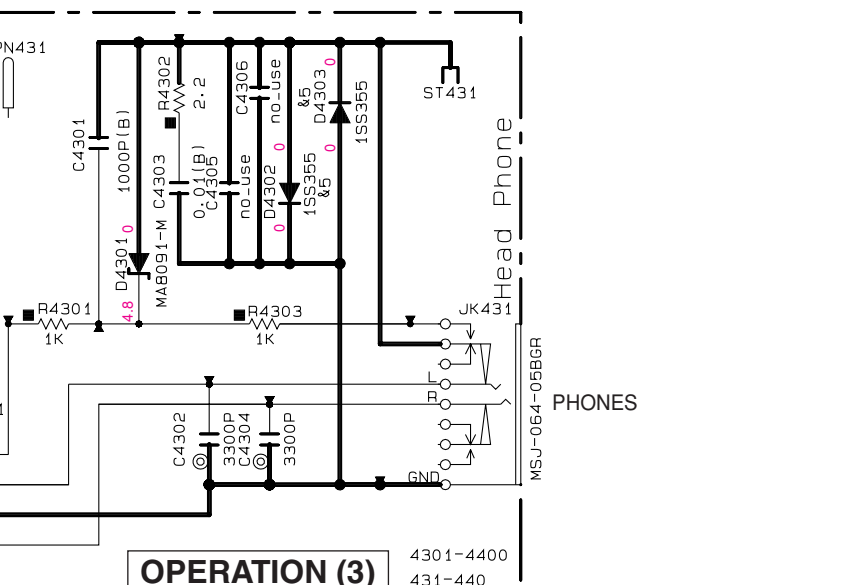 PN431
C4301
1000P(B)
R4302
2.2
C4303
0.01(B)
C4305
no-use
C4306
no-use
D4302
1SS355
&5
&5
D4303
1SS355
0
0
0
0
0
ST431
Head Phone
D4301
MA8091-M
4.8
R4301
1K
R4303
1K
JK431
L
R
GND
MSJ-064-05BGR
PHONES
C4302
3300P
C4304
3300P
OPERATION (3)
4301-4400
431-440